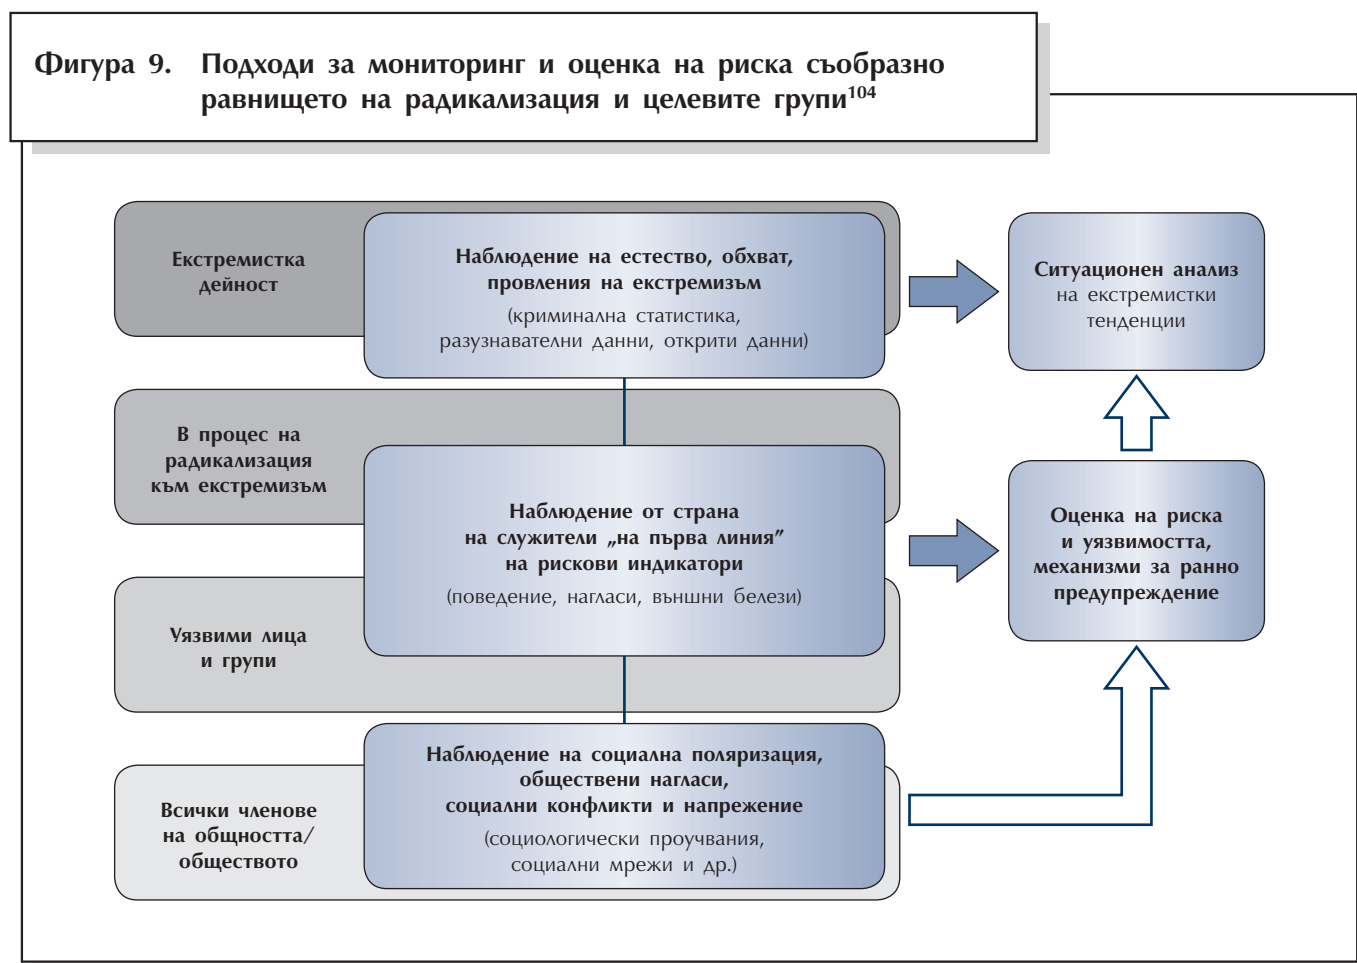 Фигура 9. Подходи за мониторинг и оценка на риска съобразно
равнището на радикализация и целевите групи104
Екстремистка
дейност
Наблюдение на естество, обхват,
провления на екстремизъм
(криминална статистика,
разузнавателни данни, открити данни)
Ситуационен анализ
на екстремистки
тенденции
В процес на
радикализация
към екстремизъм
Наблюдение от страна
на служители „на първа линия”
на рискови индикатори
(поведение, нагласи, външни белези)
Оценка на риска
и уязвимостта,
механизми за ранно
предупреждение
Уязвими лица
и групи
Всички членове
на общността/
обществото
Наблюдение на социална поляризация,
обществени нагласи,
социални конфликти и напрежение
(социологически проучвания,
социални мрежи и др.)